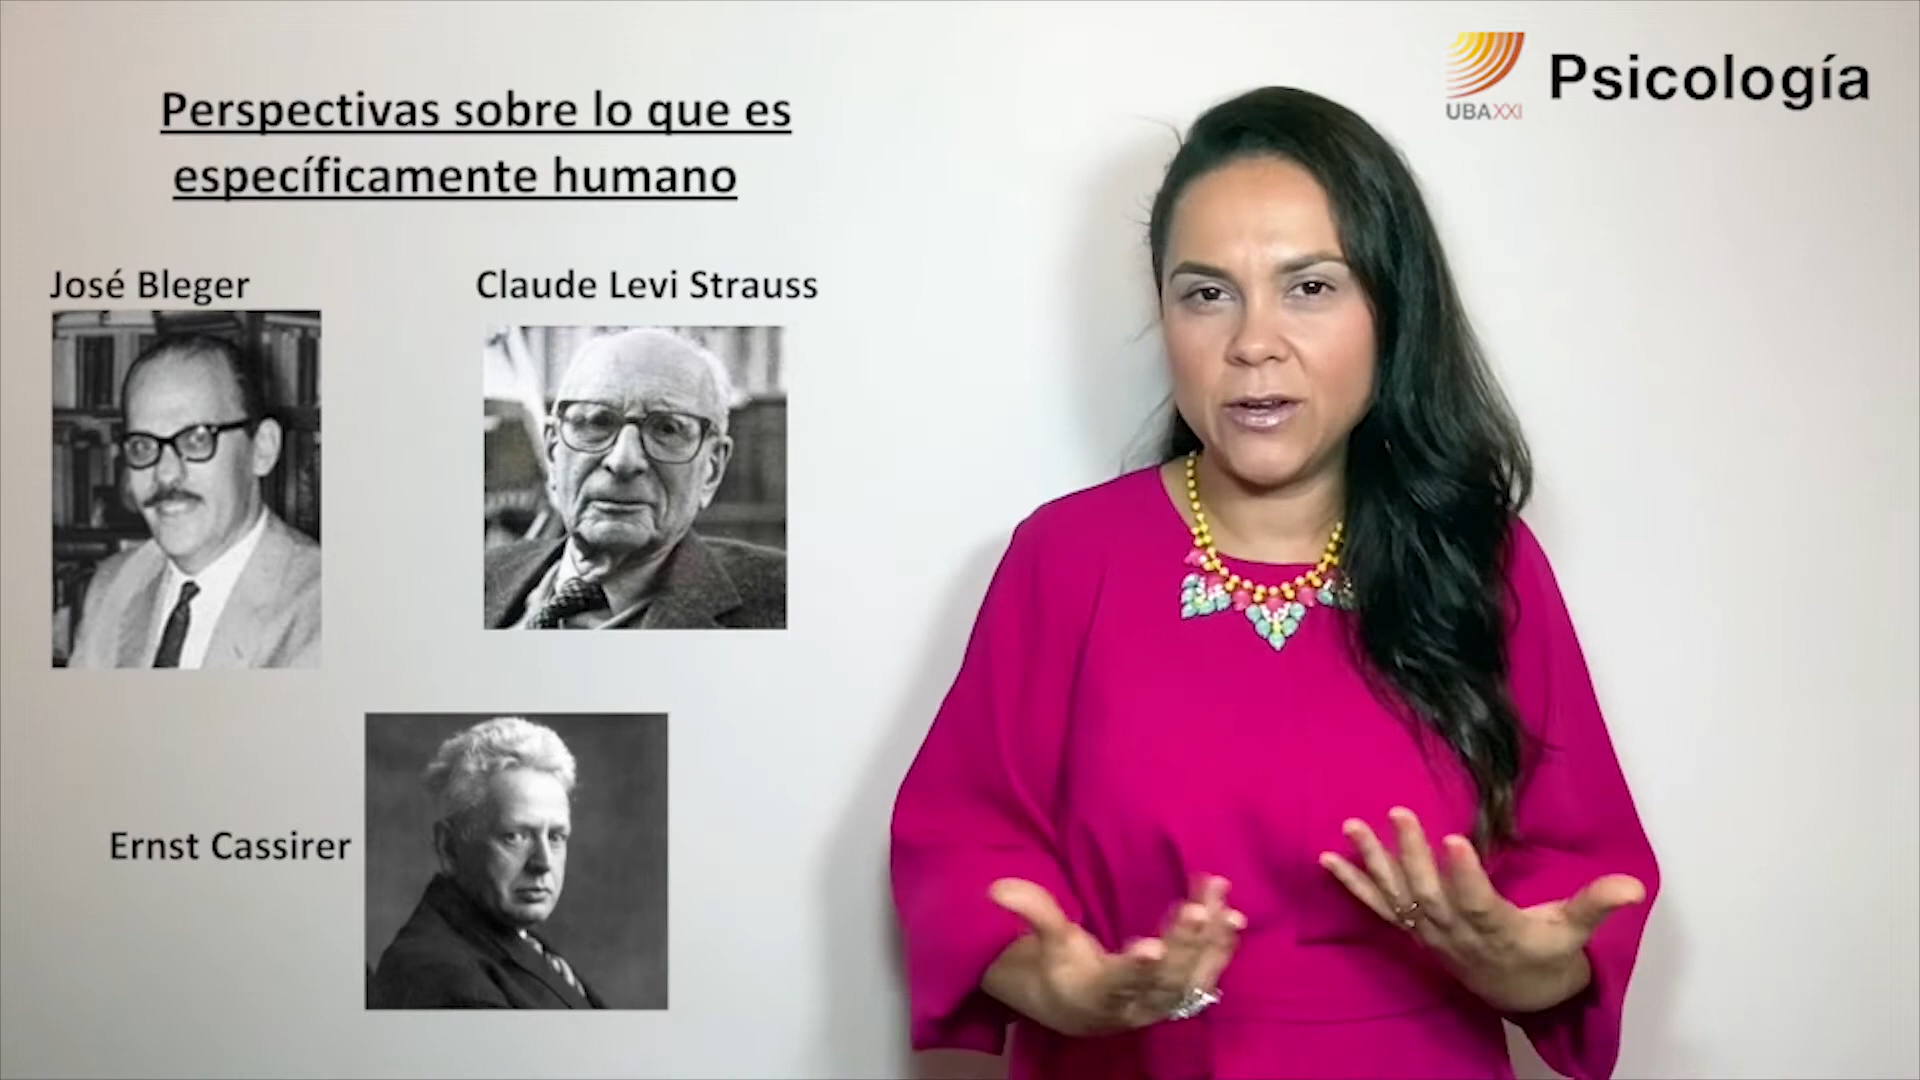 Perspectivas sobre lo que es
específicamente humano
UBAXXI
Psicología
José Bleger
Claude Levi Strauss
Ernst Cassirer